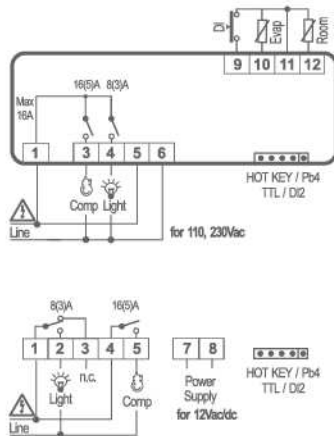 DI
Evap
Room
9 10 11 12
16(5)A 8(3)A
Max
16A
1 3 4 5 6
HOT KEY / Pb4
TTL / DI2
Comp Light
Line
for 110, 230Vac
8(3)A 16(5)A
1 2 3 4 5
7 8
n.c.
Light
Comp
Line
Power
Supply
for 12Vac/dc
HOT KEY / Pb4
TTL / DI2